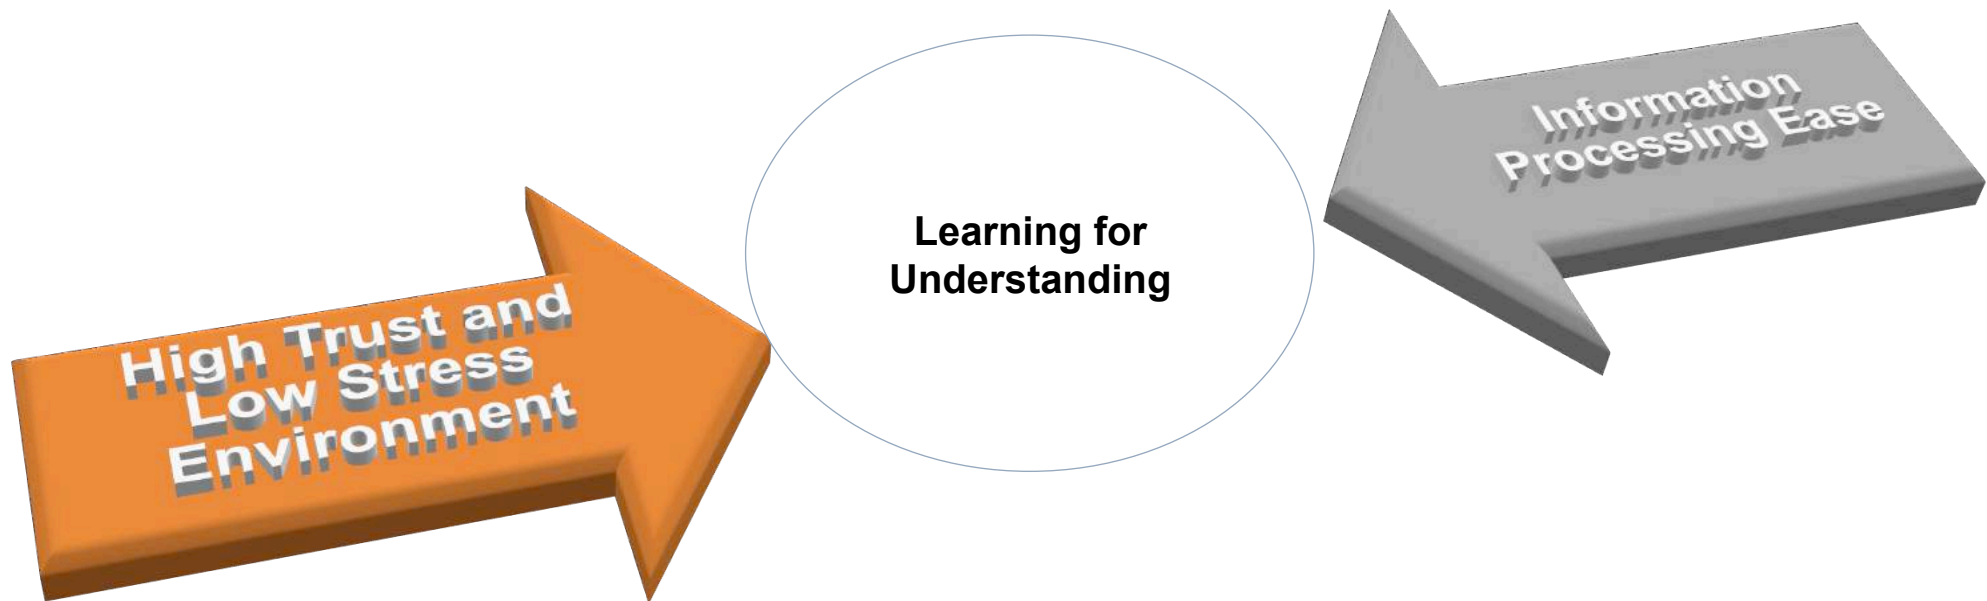 High Trust and
Low Stress
Environment
Learning for
Understanding
Information
Processing Ease